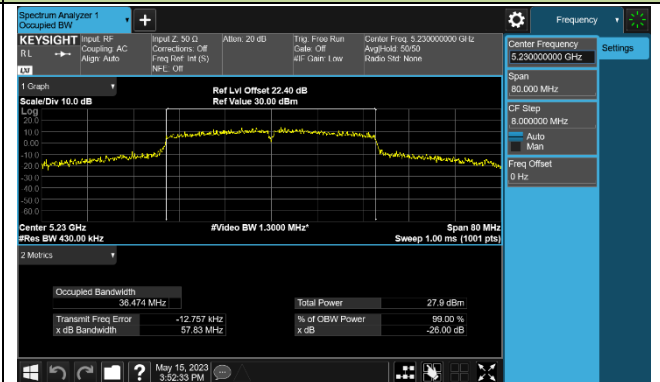 Spectrum Analyzer 1
Occupied BW
Frequency
KEYSIGHT
RL
LXI
Input: RF
Coupling: AC
Align: Auto
Input Z: 50 Ω
Corrections: Off
Freq Ref: Int (S)
NFE: Off
Atten: 20 dB
Trig: Free Run
Gate: Off
#IF Gain: Low
Center Freq: 5.230000000 GHz
Avg|Hold: 50/50
Radio Std: None
Center Frequency
5.230000000 GHz
Settings
Span
80.000 MHz
CF Step
8.000000 MHz
Auto
Man
Freq Offset
0 Hz
1 Graph
Scale/Div 10.0 dB
Ref Lvl Offset 22.40 dB
Ref Value 30.00 dBm
Log
20.0
10.0
0.00
-10.0
-20.0
-30.0
-40.0
-50.0
-60.0
Center 5.23 GHz
#Res BW 430.00 kHz
#Video BW 1.3000 MHz*
Span 80 MHz
Sweep 1.00 ms (1001 pts)
2 Metrics
Occupied Bandwidth
36.474 MHz
Total Power 27.9 dBm
Transmit Freq Error -12.757 kHz
% of OBW Power 99.00 %
x dB Bandwidth 57.83 MHz
x dB -26.00 dB
?
May 15, 2023
3:52:33 PM